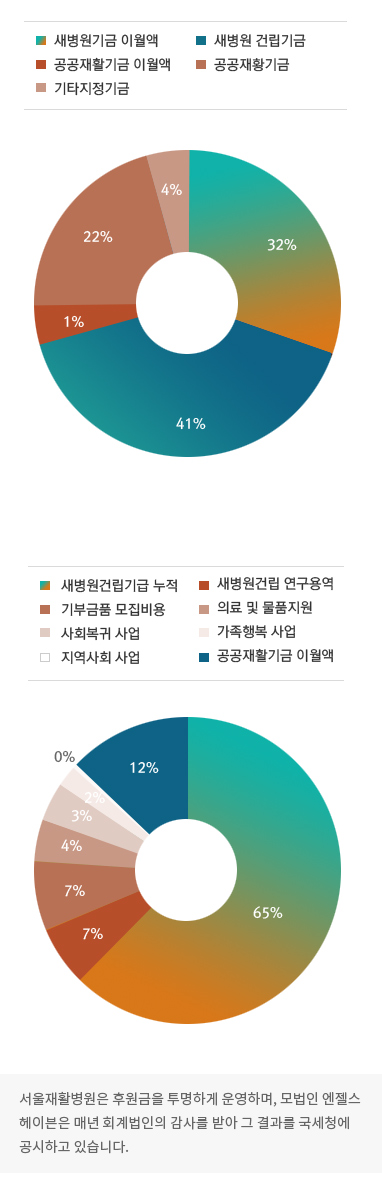 새병원기금 이월액 새병원 건립기금
공공재활기금 이월액 공공재황기금
기타지정기금
4%
32%
22%
1%
41%
새병원건립기급 누적 새병원건립 연구용역
기부금품 모집비용 의료 및 물품지원
사회복귀 사업 가족행복 사업
지역사회 사업 공공재활기금 이월액
0%
12%
2%
3%
4%
7%
65%
7%
서울재활병원은 후원금을 투명하게 운영하며, 모법인 엔젤스
헤이븐은 매년 회계법인의 감사를 받아 그 결과를 국세청에
공시하고 있습니다.